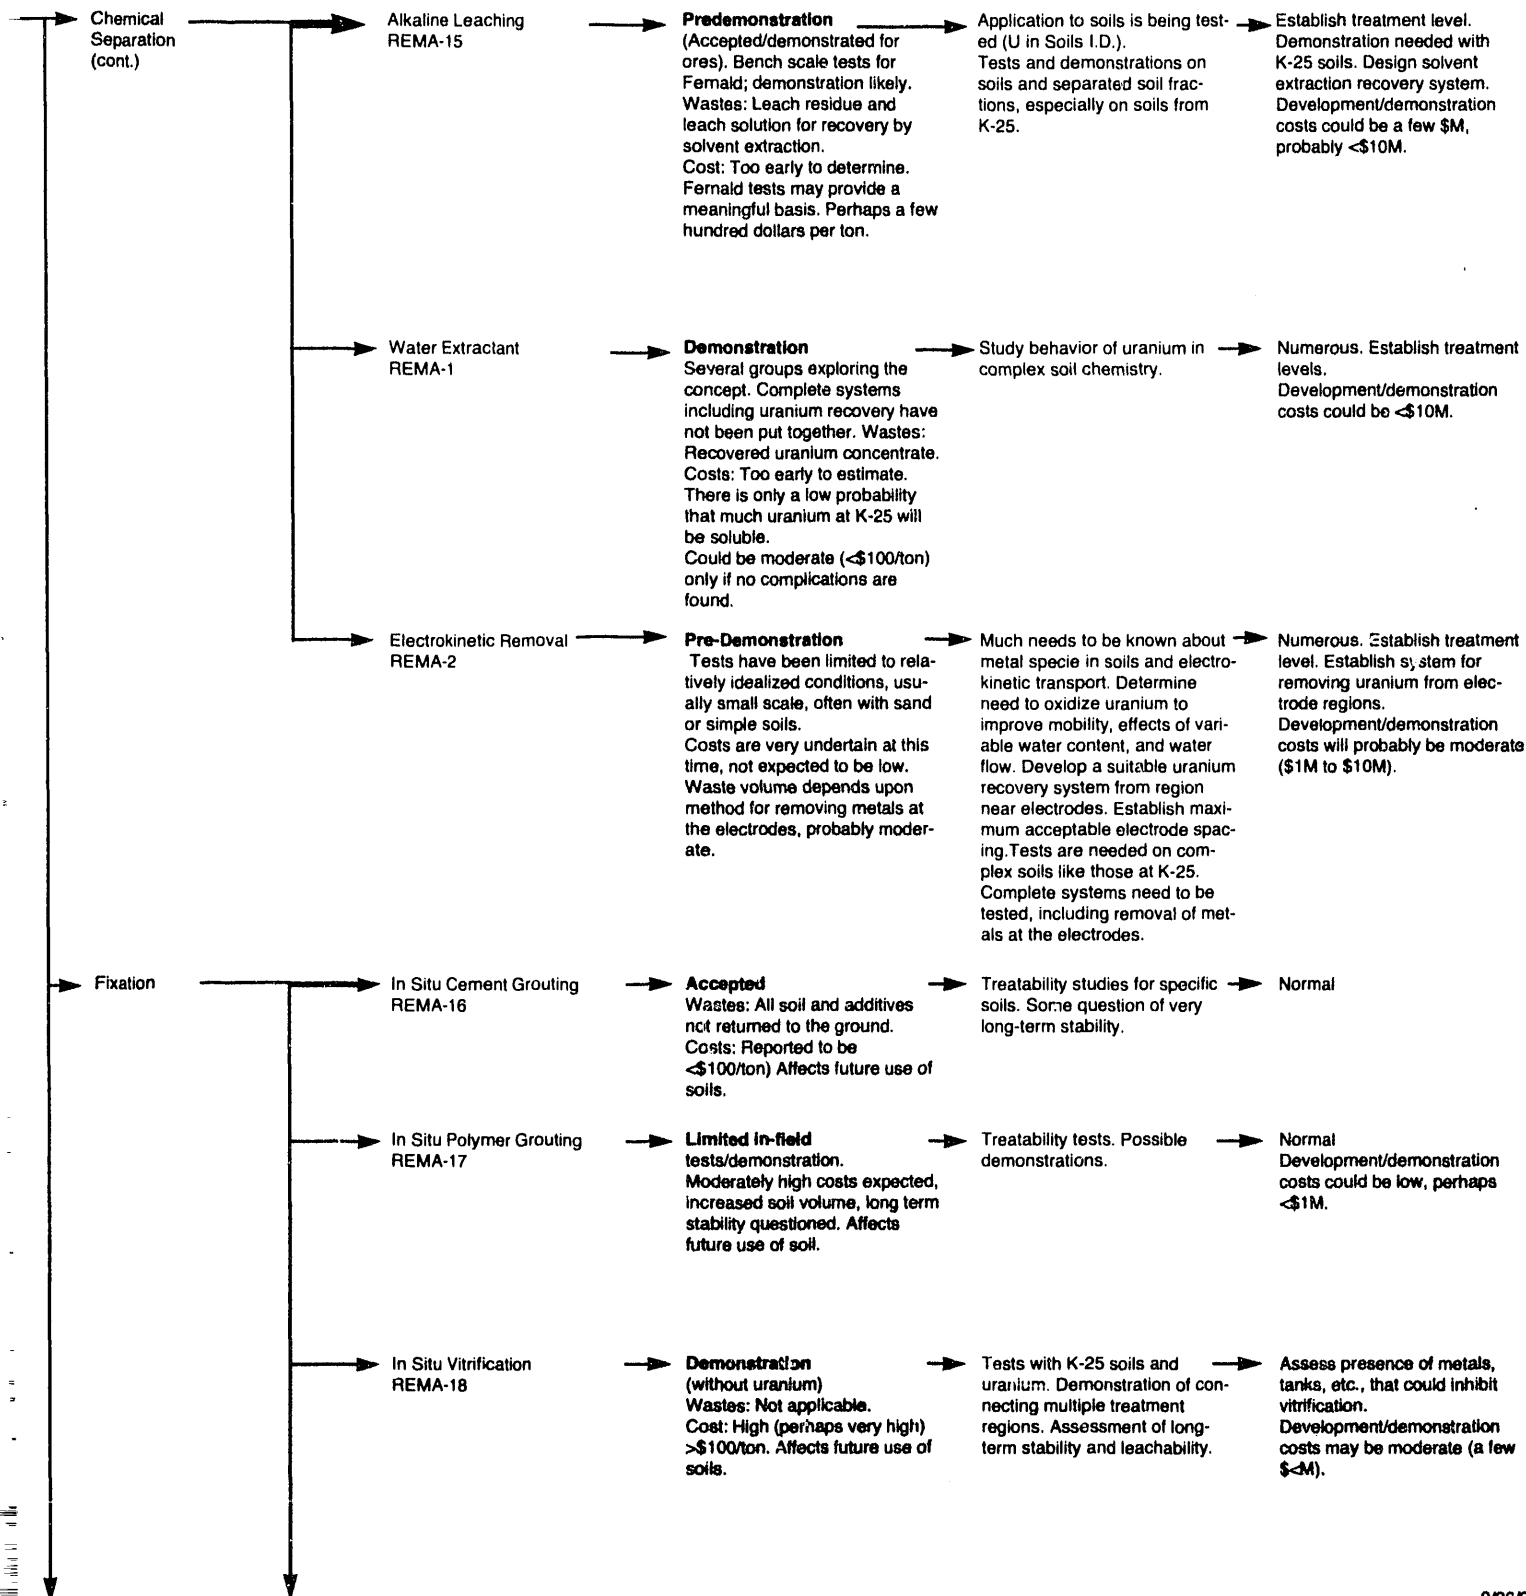 Chemical
Separation
(cont.)
Alkaline Leaching
REMA-15
Predemonstration
(Accepted/demonstrated for
ores). Bench scale tests for
Fernald; demonstration likely.
Wastes: Leach residue and
leach solution for recovery by
solvent extraction.
Cost: Too early to determine.
Fernald tests may provide a
meaningful basis. Perhaps a few
hundred dollars per ton.
Application to soils is being test-
ed (U in Soils I.D.).
Tests and demonstrations on
soils and separated soil frac-
tions, especially on soils from
K-25.
Establish treatment level.
Demonstration needed with
K-25 soils. Design solvent
extraction recovery system.
Development/demonstration
costs could be a few $M,
probably <$10M.
Water Extractant
REMA-1
Demonstration
Several groups exploring the
concept. Complete systems
including uranium recovery have
not been put together. Wastes:
Recovered uranium concentrate.
Costs: Too early to estimate.
There is only a low probability
that much uranium at K-25 will
be soluble.
Could be moderate (<$100/ton)
only if no complications are
found.
Study behavior of uranium in
complex soil chemistry.
Numerous. Establish treatment
levels.
Development/demonstration
costs could be <$10M.
Electrokinetic Removal
REMA-2
Pre-Demonstration
Tests have been limited to rela-
tively idealized conditions, usu-
ally small scale, often with sand
or simple soils.
Costs are very undertain at this
time, not expected to be low.
Waste volume depends upon
method for removing metals at
the electrodes, probably moder-
ate.
Much needs to be known about
metal specie in soils and electro-
kinetic transport. Determine
need to oxidize uranium to
improve mobility, effects of vari-
able water content, and water
flow. Develop a suitable uranium
recovery system from region
near electrodes. Establish maxi-
mum acceptable electrode spac-
ing.Tests are needed on com-
plex soils like those at K-25.
Complete systems need to be
tested, including removal of met-
als at the electrodes.
Numerous. Establish treatment
level. Establish system for
removing uranium from elec-
trode regions.
Development/demonstration
costs will probably be moderate
($1M to $10M).
Fixation
In Situ Cement Grouting
REMA-16
Accepted
Wastes: All soil and additives
not returned to the ground.
Costs: Reported to be
<$100/ton) Affects future use of
soils.
Treatability studies for specific
soils. Some question of very
long-term stability.
Normal
In Situ Polymer Grouting
REMA-17
Limited in-field
tests/demonstration.
Moderately high costs expected,
increased soil volume, long term
stability questioned. Affects
future use of soil.
Treatability tests. Possible
demonstrations.
Normal
Development/demonstration
costs could be low, perhaps
<$1M.
In Situ Vitrification
REMA-18
Demonstration
(without uranium)
Wastes: Not applicable.
Cost: High (perhaps very high)
>$100/ton. Affects future use of
soils.
Tests with K-25 soils and
uranium. Demonstration of con-
necting multiple treatment
regions. Assessment of long-
term stability and leachability.
Assess presence of metals,
tanks, etc., that could inhibit
vitrification.
Development/demonstration
costs may be moderate (a few
$<M).